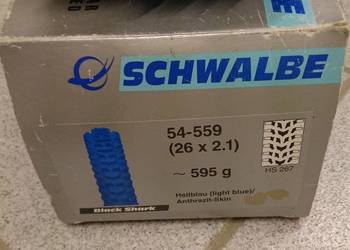 SCHWALBE
54-559
(26 x 2.1)
~ 595 g
HS 267
Hellblau (light blue)/
Anthrazit-Skin
Black Shark